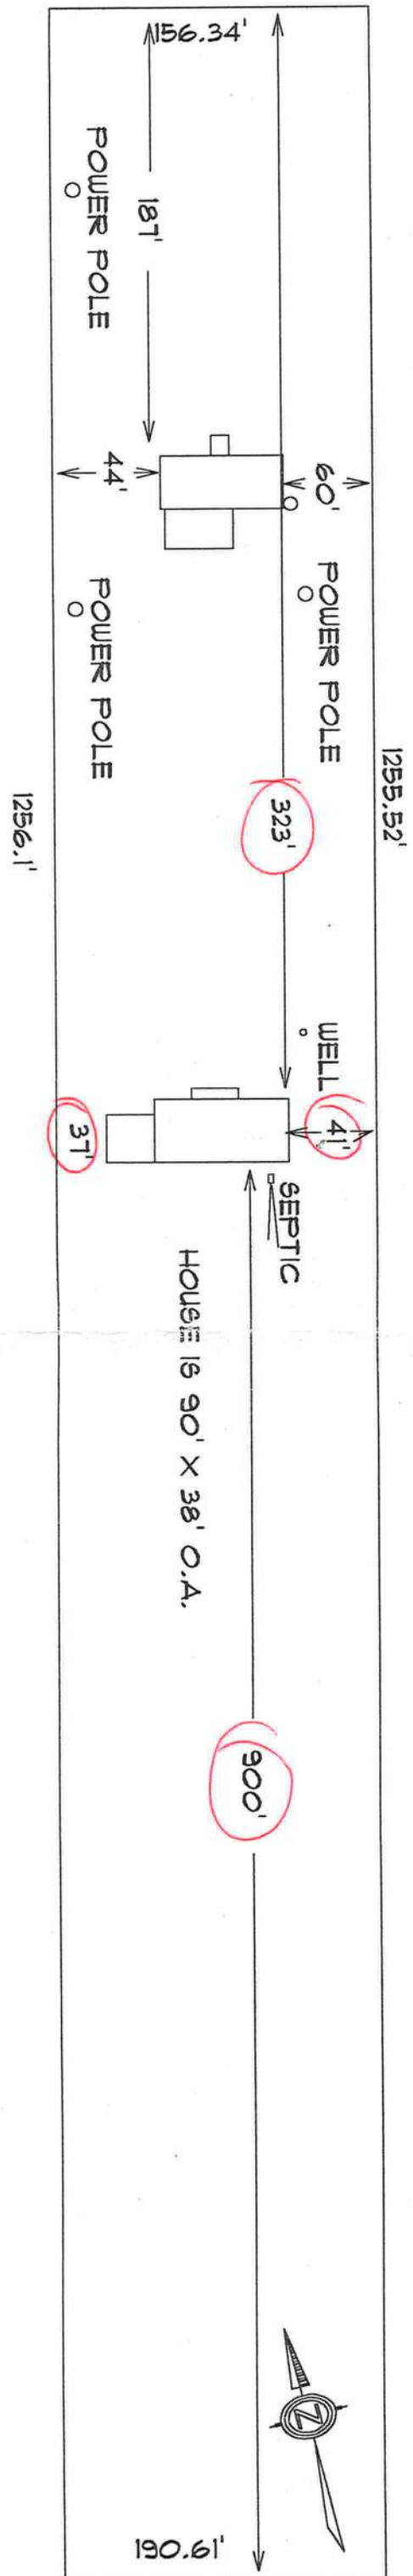 156.34'
POWER POLE
187'
44'
60'
POWER POLE
POWER POLE
1255.52'
1256.1'
323'
WELL
41'
37'
SEPTIC
HOUSE IS 90' X 38' O.A.
900'
N
190.61'